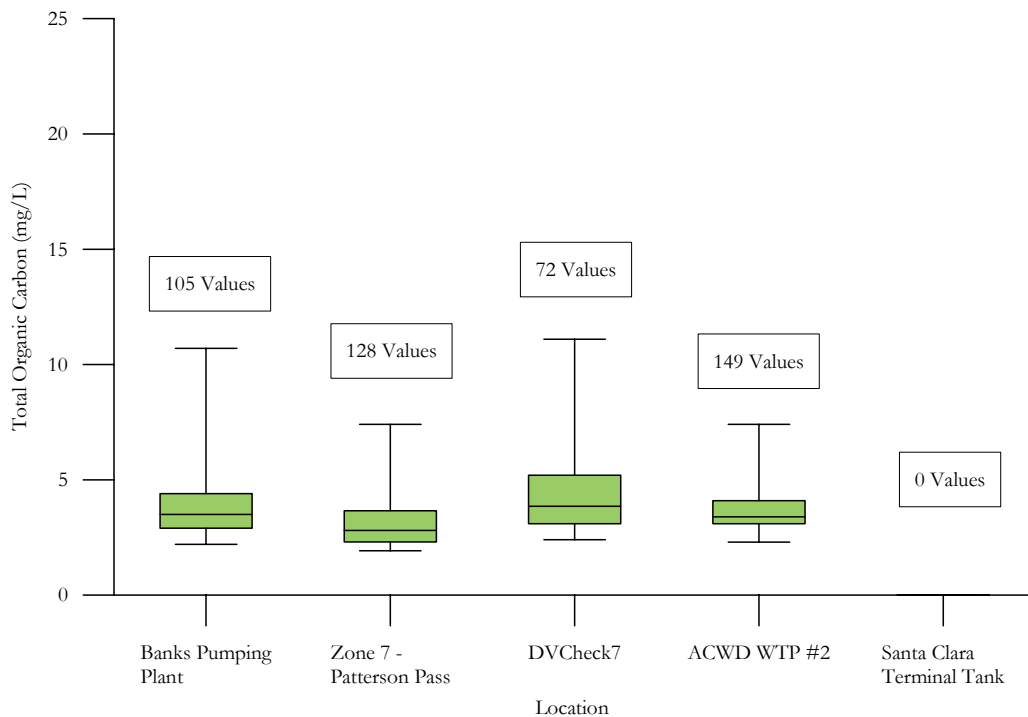 25
20
15
10
5
0
Total Organic Carbon (mg/L)
105 Values
128 Values
72 Values
149 Values
0 Values
Banks Pumping
Plant
Zone 7 -
Patterson Pass
DVCheck7
ACWD WTP #2
Santa Clara
Terminal Tank
Location